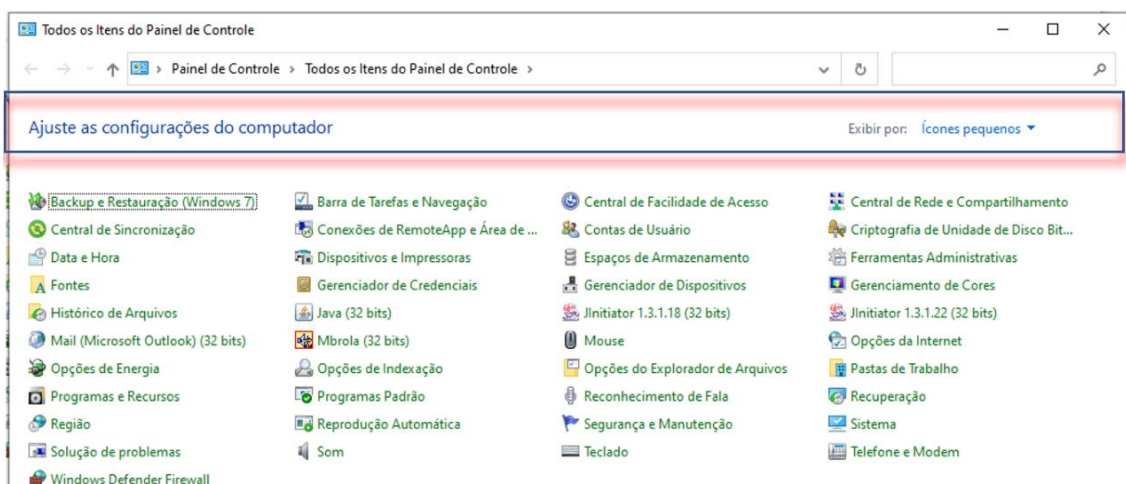 Todos os Itens do Painel de Controle
Painel de Controle > Todos os Itens do Painel de Controle >
Ajuste as configurações do computador Exibir por: Ícones pequenos
Backup e Restauração (Windows 7) Barra de Tarefas e Navegação Central de Facilidade de Acesso Central de Rede e Compartilhamento
Central de Sincronização Conexões de RemoteApp e Área de ... Contas de Usuário Criptografia de Unidade de Disco Bit...
Data e Hora Dispositivos e Impressoras Espaços de Armazenamento Ferramentas Administrativas
Fontes Gerenciador de Credenciais Gerenciador de Dispositivos Gerenciamento de Cores
Histórico de Arquivos Java (32 bits) JInitiator 1.3.1.18 (32 bits) JInitiator 1.3.1.22 (32 bits)
Mail (Microsoft Outlook) (32 bits) Mbrola (32 bits) Mouse Opções da Internet
Opções de Energia Opções de Indexação Opções do Explorador de Arquivos Pastas de Trabalho
Programas e Recursos Programas Padrão Reconhecimento de Fala Recuperação
Região Reprodução Automática Segurança e Manutenção Sistema
Solução de problemas Som Teclado Telefone e Modem
Windows Defender Firewall